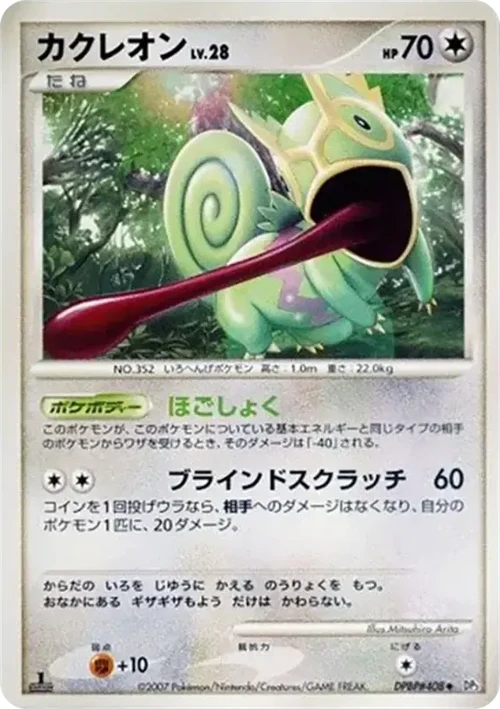 カクレオン LV.28 HP 70
たね
NO.352 いろへんげポケモン 高さ:1.0m 重さ:22.0kg
ポケボディー ほごしょく
このポケモンが、このポケモンについている基本エネルギーと同じタイプの相手
のポケモンからワザを受けるとき、そのダメージは「-40」される。
ブラインドスクラッチ 60
コインを1回投げウラなら、相手へのダメージはなくなり、自分の
ポケモン1匹に、20ダメージ。
からだの いろを じゆうに かえる のうりょくを もつ。
おなかにある ギザギザもよう だけは かわらない。
Illus.Mitsuhiro Arita
弱点 抵抗力 にげる
+10
1
©2007 Pokémon/Nintendo/Creatures/GAME FREAK. DPBP#408